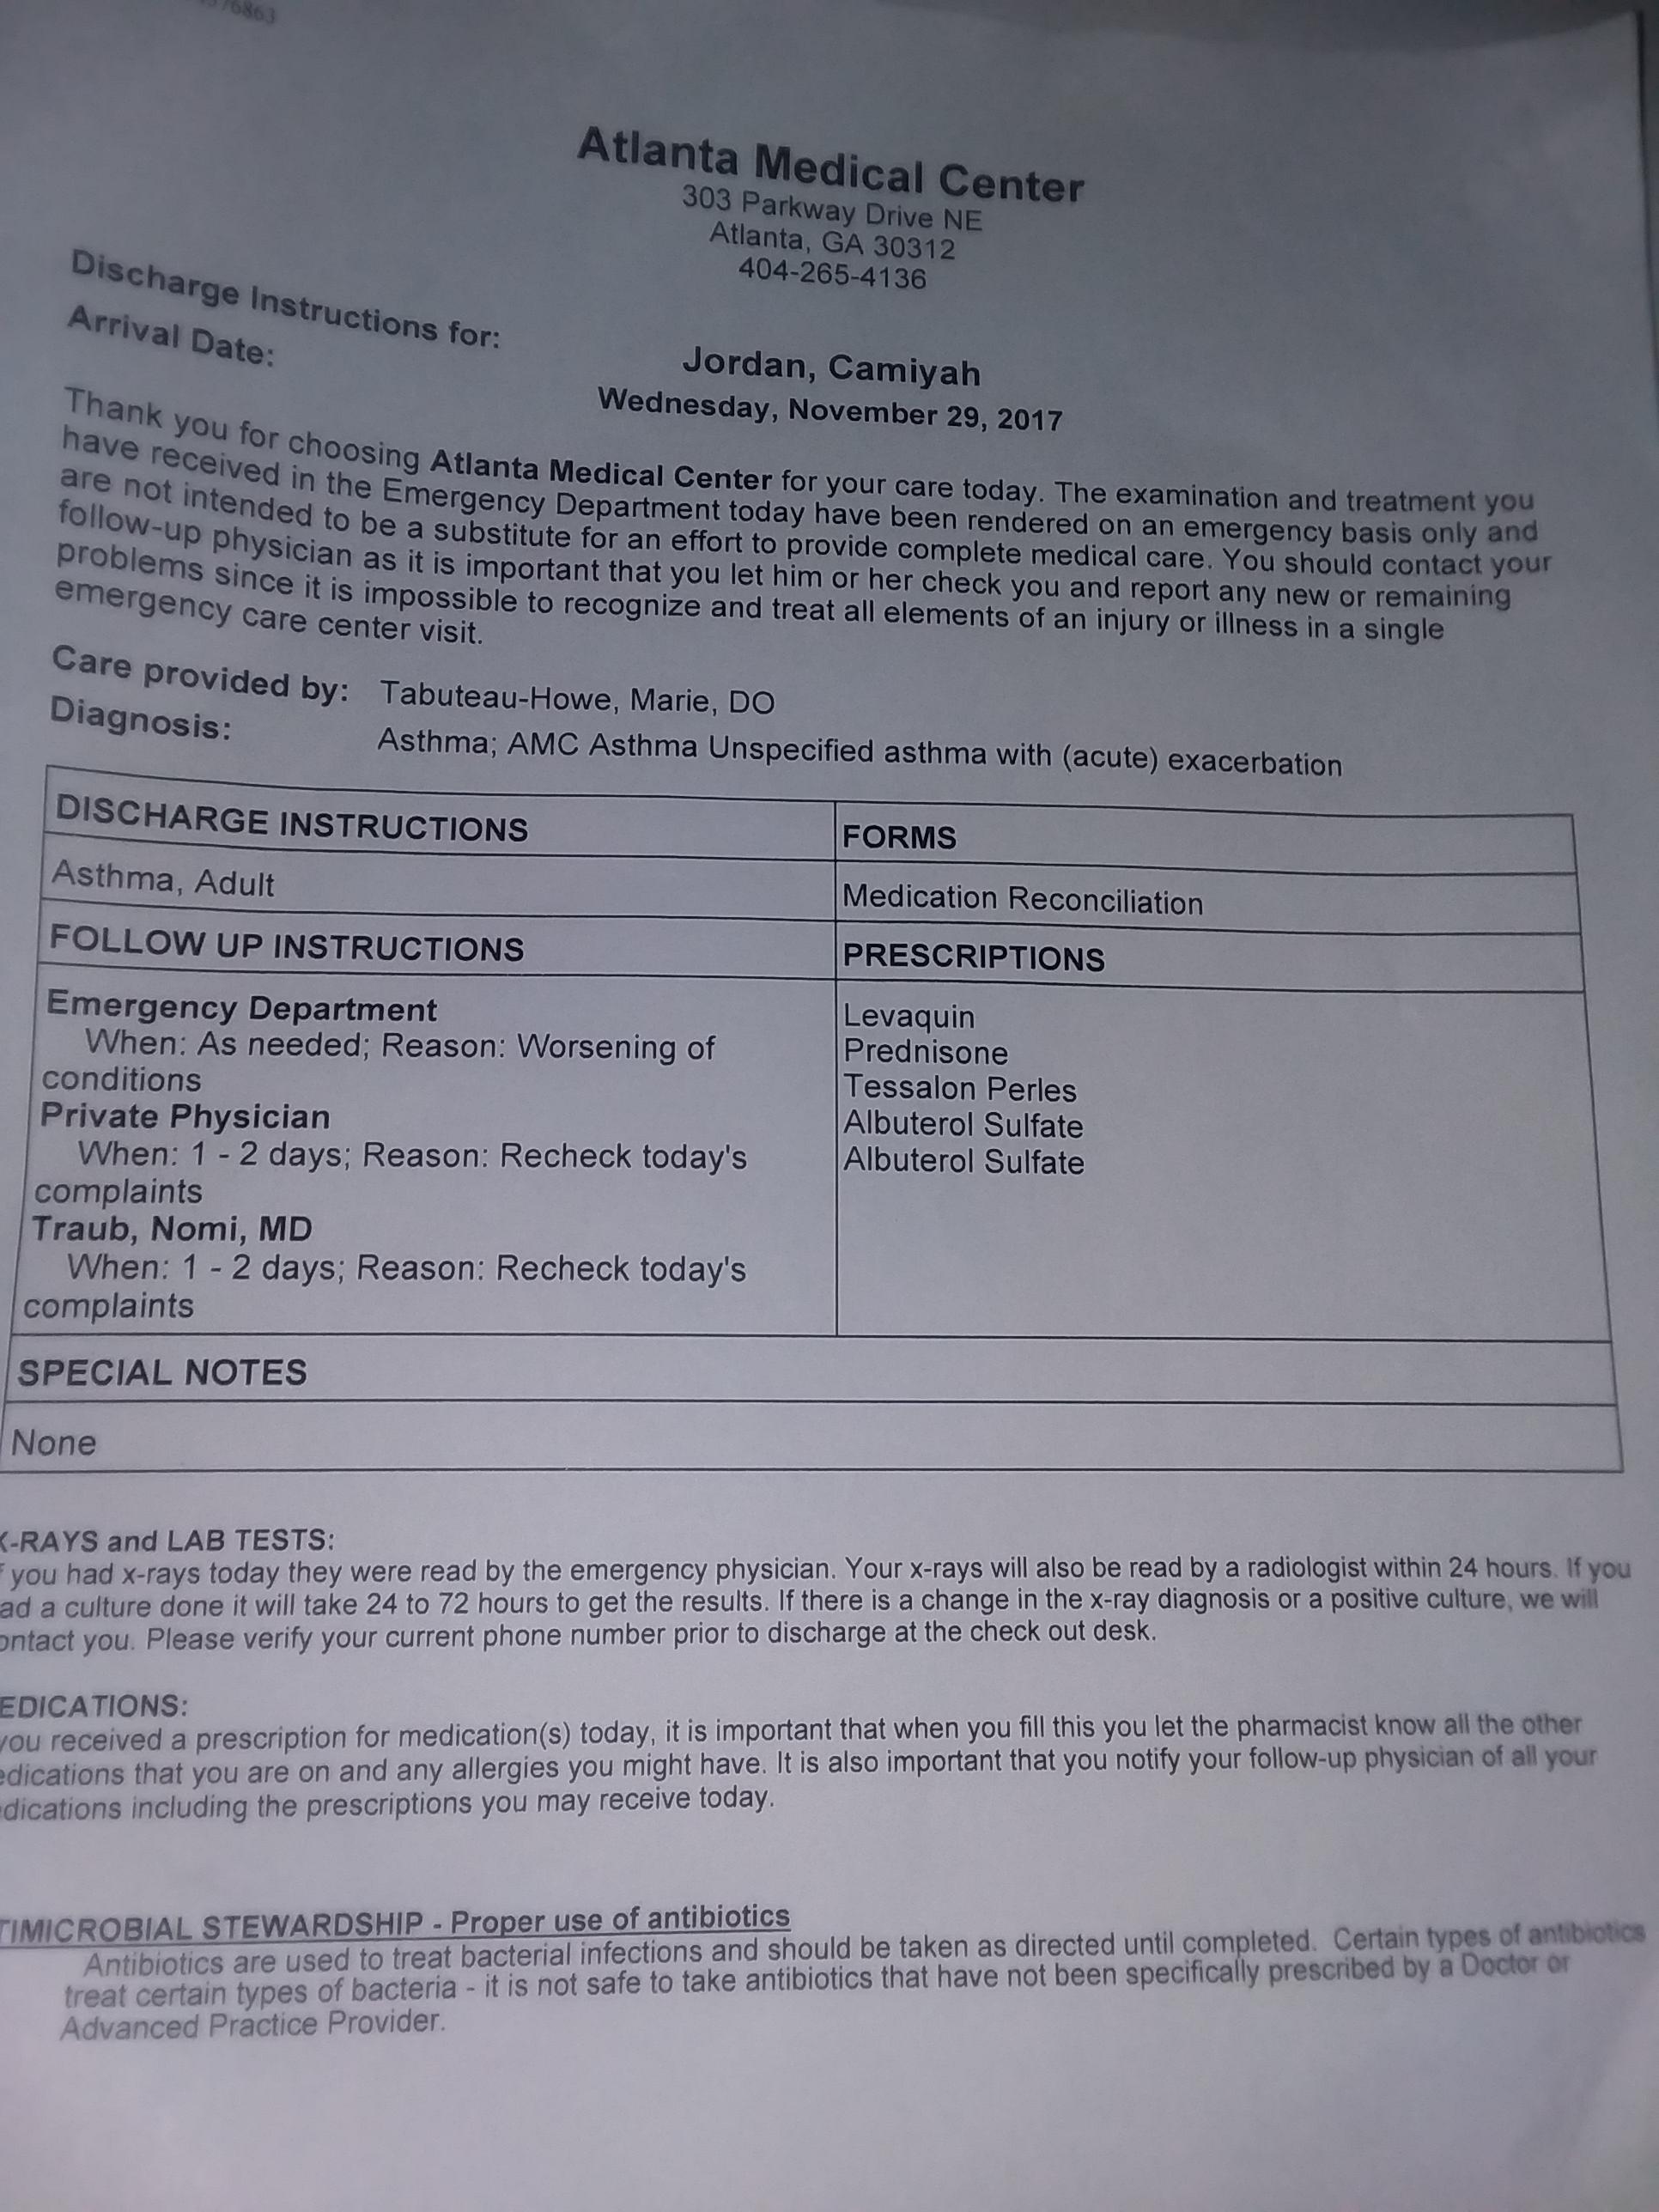 76863
Atlanta Medical Center
303 Parkway Drive NE
Atlanta, GA 30312
404-265-4136
Discharge Instructions for:
Jordan, Camiyah
Arrival Date:
Wednesday, November 29, 2017
Thank you for choosing Atlanta Medical Center for your care today. The examination and treatment you
have received in the Emergency Department today have been rendered on an emergency basis only and
are not intended to be a substitute for an effort to provide complete medical care. You should contact your
follow-up physician as it is important that you let him or her check you and report any new or remaining
problems since it is impossible to recognize and treat all elements of an injury or illness in a single
emergency care center visit.
Care provided by: Tabuteau-Howe, Marie, DO
Diagnosis: Asthma; AMC Asthma Unspecified asthma with (acute) exacerbation
DISCHARGE INSTRUCTIONS
FORMS
Asthma, Adult
Medication Reconciliation
FOLLOW UP INSTRUCTIONS
PRESCRIPTIONS
Emergency Department
When: As needed; Reason: Worsening of
conditions
Private Physician
When: 1 - 2 days; Reason: Recheck today's
complaints
Traub, Nomi, MD
When: 1 - 2 days; Reason: Recheck today's
complaints
Levaquin
Prednisone
Tessalon Perles
Albuterol Sulfate
Albuterol Sulfate
SPECIAL NOTES
None
X-RAYS and LAB TESTS:
f you had x-rays today they were read by the emergency physician. Your x-rays will also be read by a radiologist within 24 hours. If you
ad a culture done it will take 24 to 72 hours to get the results. If there is a change in the x-ray diagnosis or a positive culture, we will
ontact you. Please verify your current phone number prior to discharge at the check out desk.
EDICATIONS:
you received a prescription for medication(s) today, it is important that when you fill this you let the pharmacist know all the other
edications that you are on and any allergies you might have. It is also important that you notify your follow-up physician of all your
dications including the prescriptions you may receive today.
TIMICROBIAL STEWARDSHIP - Proper use of antibiotics
Antibiotics are used to treat bacterial infections and should be taken as directed until completed. Certain types of antibiotics
treat certain types of bacteria - it is not safe to take antibiotics that have not been specifically prescribed by a Doctor or
Advanced Practice Provider.